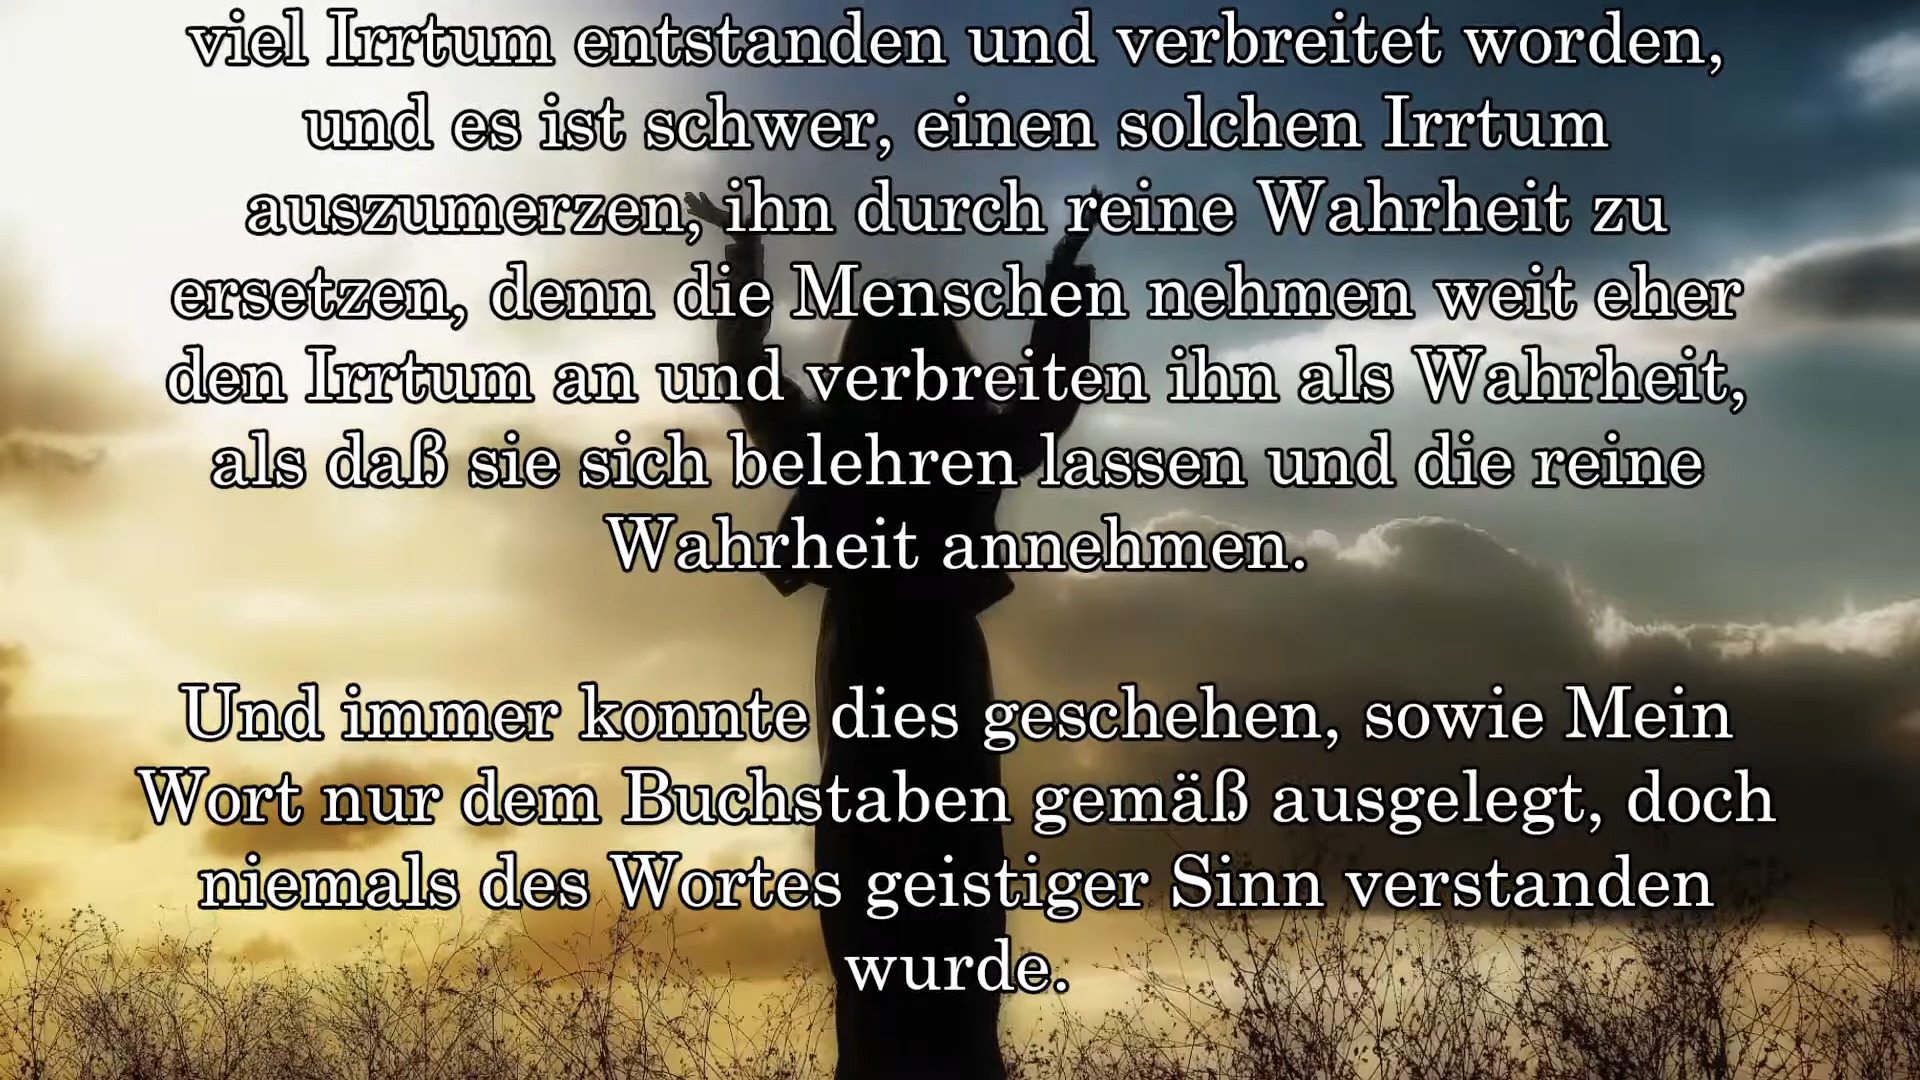 viel Irrtum entstanden und verbreitet worden,
und es ist schwer, einen solchen Irrtum
auszumerzen, ihn durch reine Wahrheit zu
ersetzen, denn die Menschen nehmen weit eher
den Irrtum an und verbreiten ihn als Wahrheit,
als daß sie sich belehren lassen und die reine
Wahrheit annehmen.
Und immer konnte dies geschehen, sowie Mein
Wort nur dem Buchstaben gemäß ausgelegt, doch
niemals des Wortes geistiger Sinn verstanden
wurde.